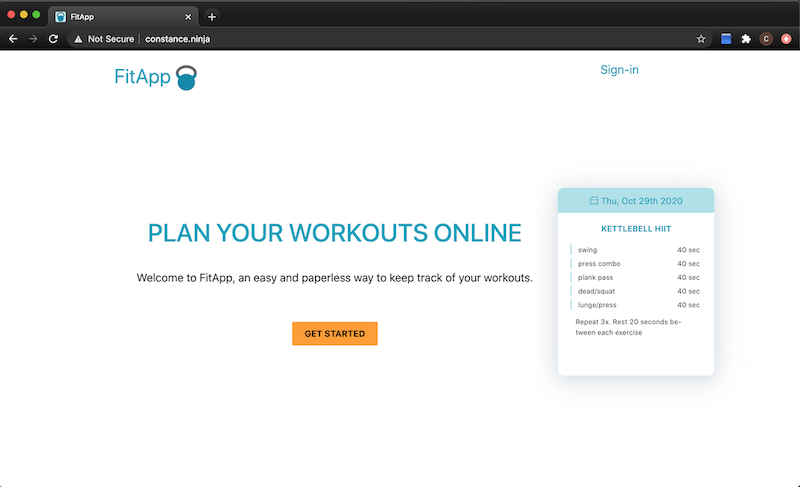 FitApp
Not Secure | constance.ninja
C
FitApp
Sign-in
PLAN YOUR WORKOUTS ONLINE
Welcome to FitApp, an easy and paperless way to keep track of your workouts.
GET STARTED
Thu, Oct 29th 2020
KETTLEBELL HIIT
swing 40 sec
press combo 40 sec
plank pass 40 sec
dead/squat 40 sec
lunge/press 40 sec
Repeat 3x. Rest 20 seconds be-
tween each exercise